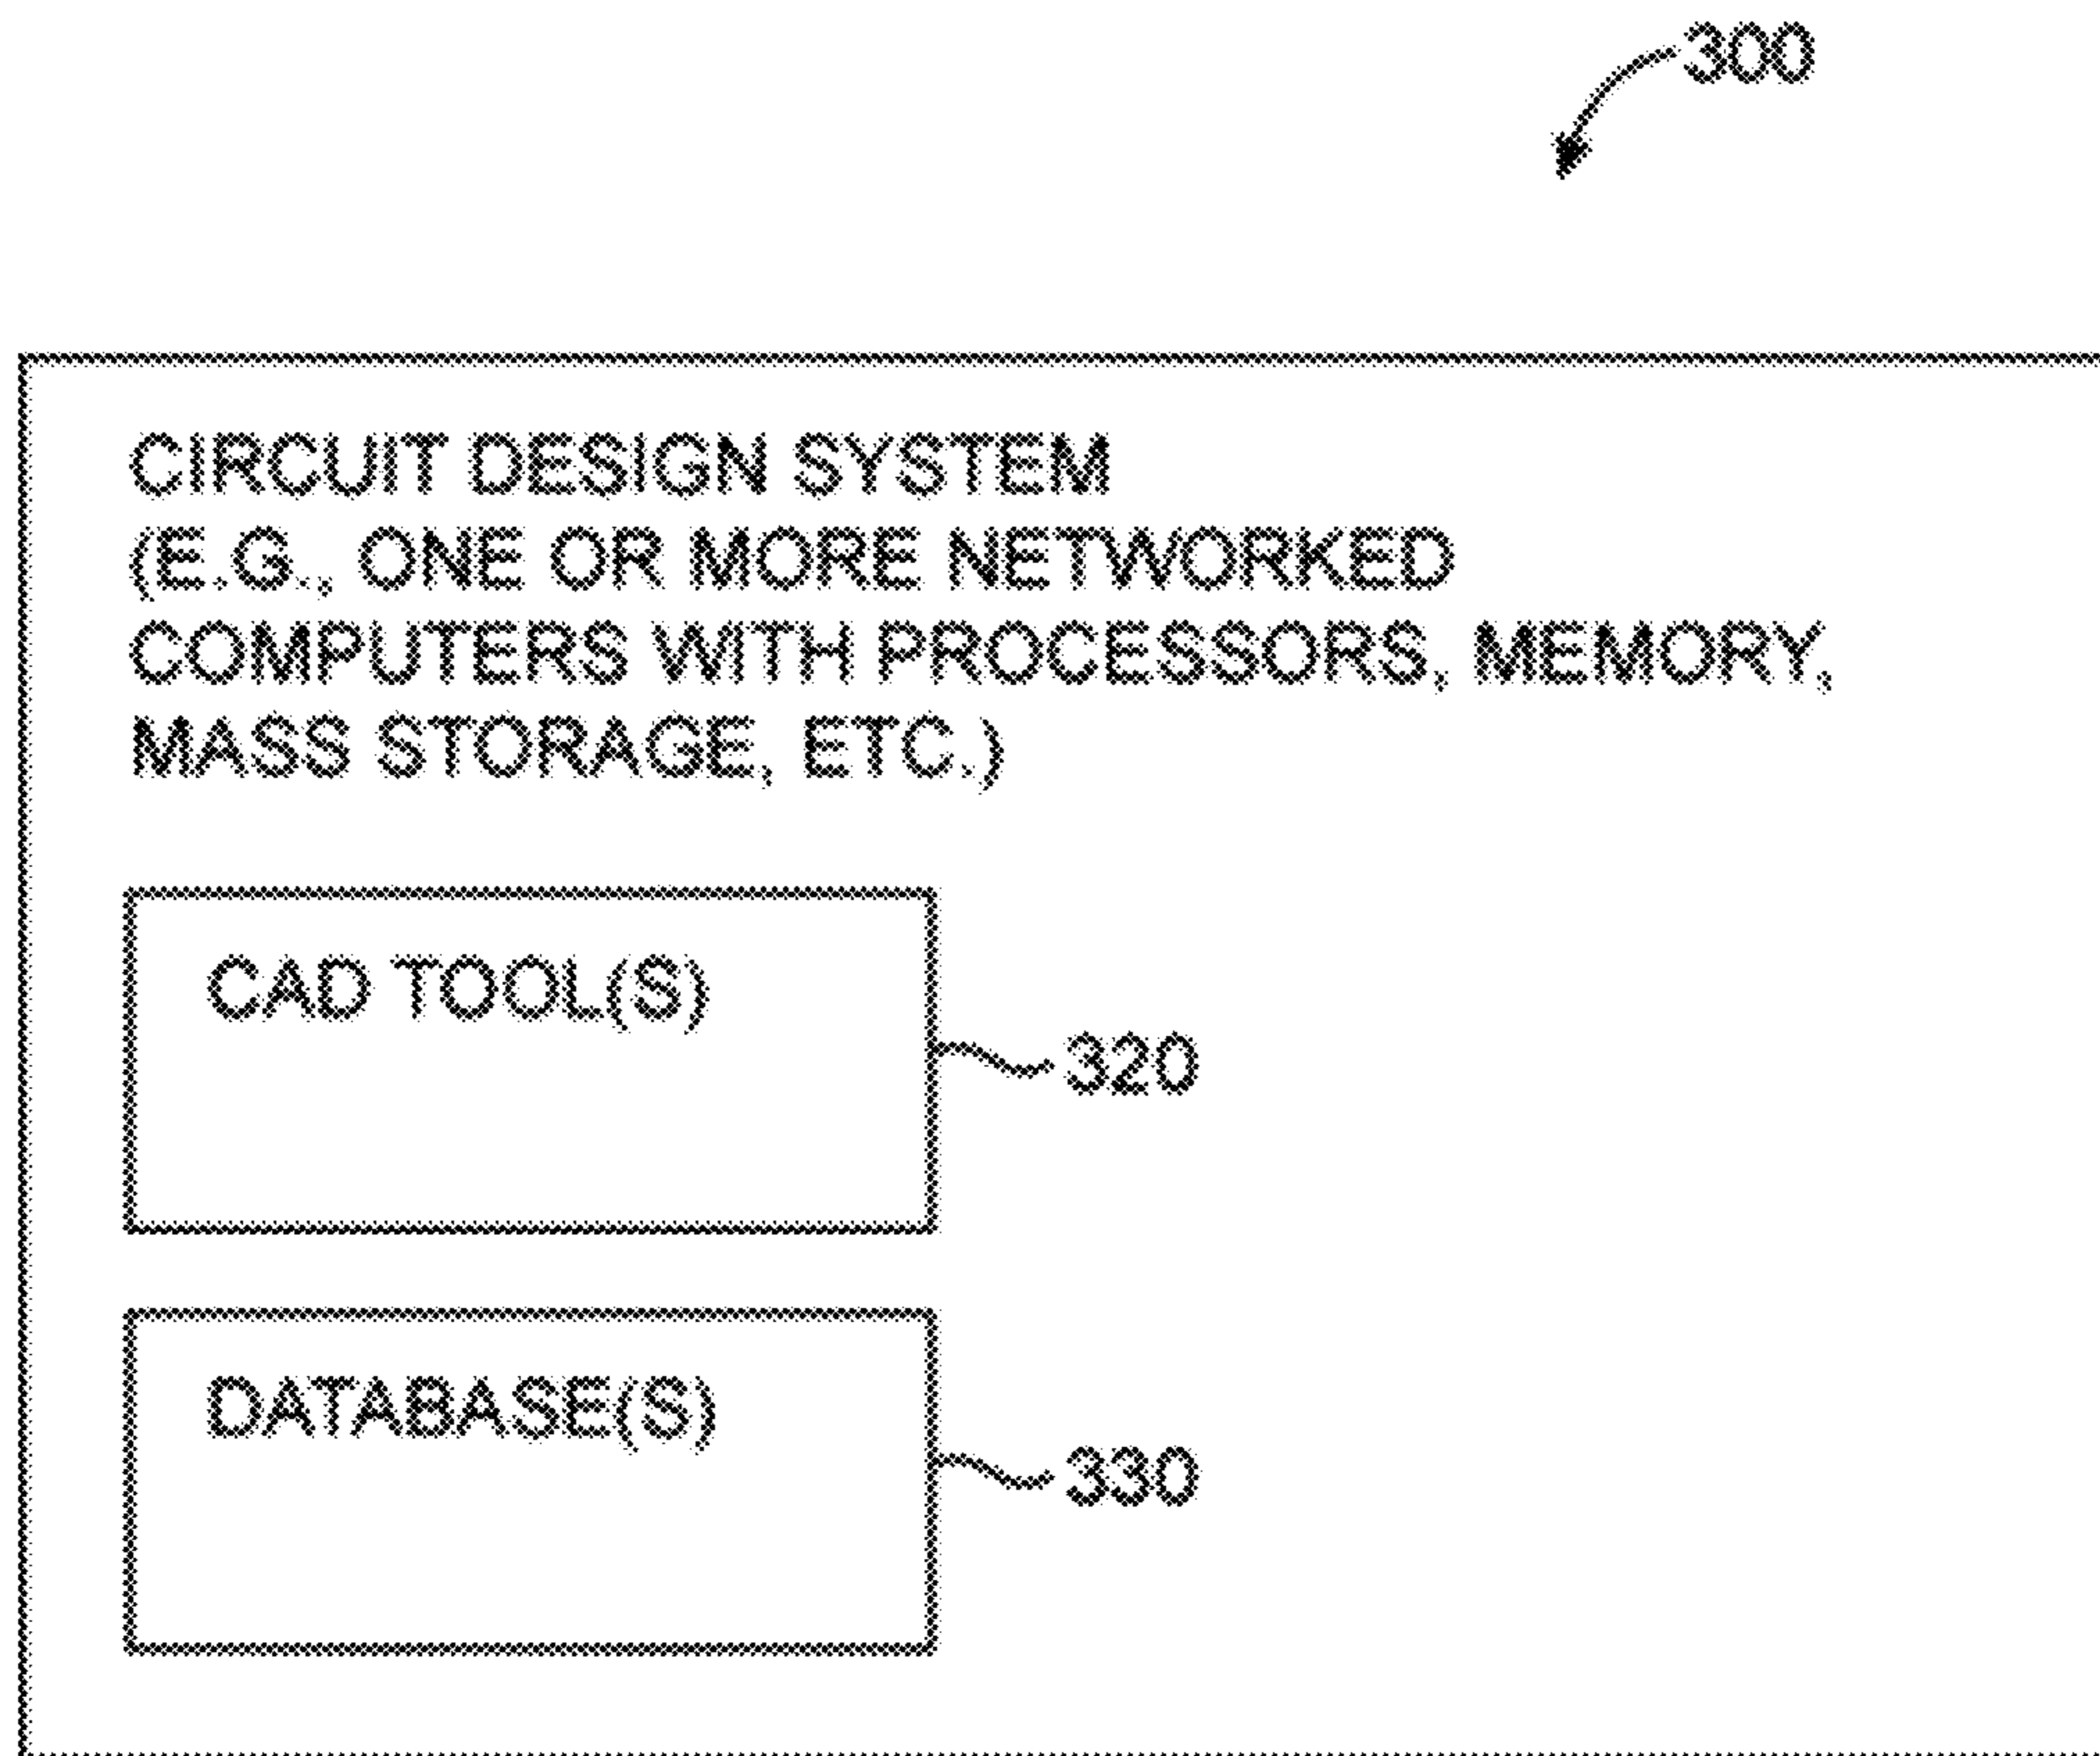 300
CIRCUIT DESIGN SYSTEM
(E.G., ONE OR MORE NETWORKED
COMPUTERS WITH PROCESSORS, MEMORY,
MASS STORAGE, ETC.)
CAD TOOL(S)
320
DATABASE(S)
330